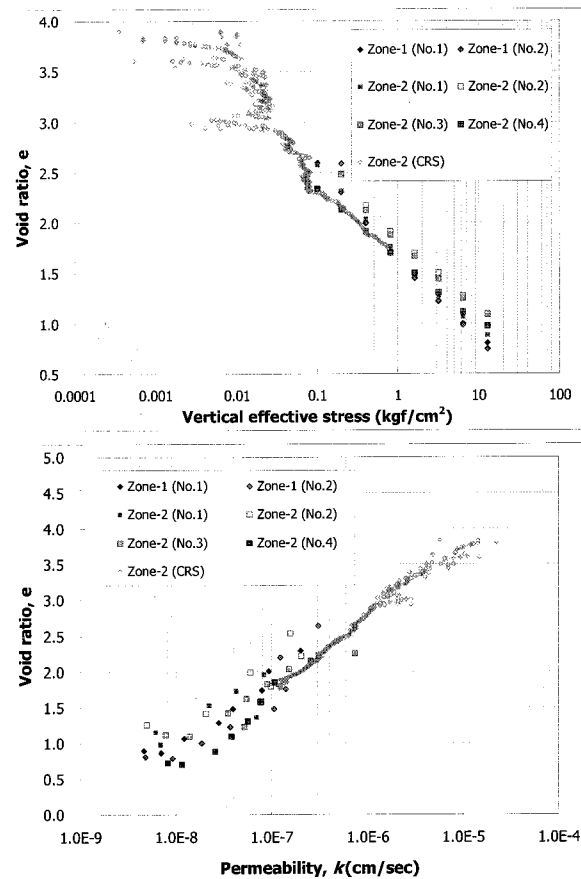 4.0
3.5
3.0
2.5
2.0
1.5
1.0
0.5
Void ratio, e
Zone-1 (No.1) Zone-1 (No.2)
Zone-2 (No.1) Zone-2 (No.2)
Zone-2 (No.3) Zone-2 (No.4)
Zone-2 (CRS)
0.0001 0.001 0.01 0.1 1 10 100
Vertical effective stress (kgf/cm²)
5.0
4.5
4.0
3.5
3.0
2.5
2.0
1.5
1.0
0.5
0.0
Void ratio, e
Zone-1 (No.1) Zone-1 (No.2)
Zone-2 (No.1) Zone-2 (No.2)
Zone-2 (No.3) Zone-2 (No.4)
Zone-2 (CRS)
1.0E-9 1.0E-8 1.0E-7 1.0E-6 1.0E-5 1.0E-4
Permeability, k(cm/sec)